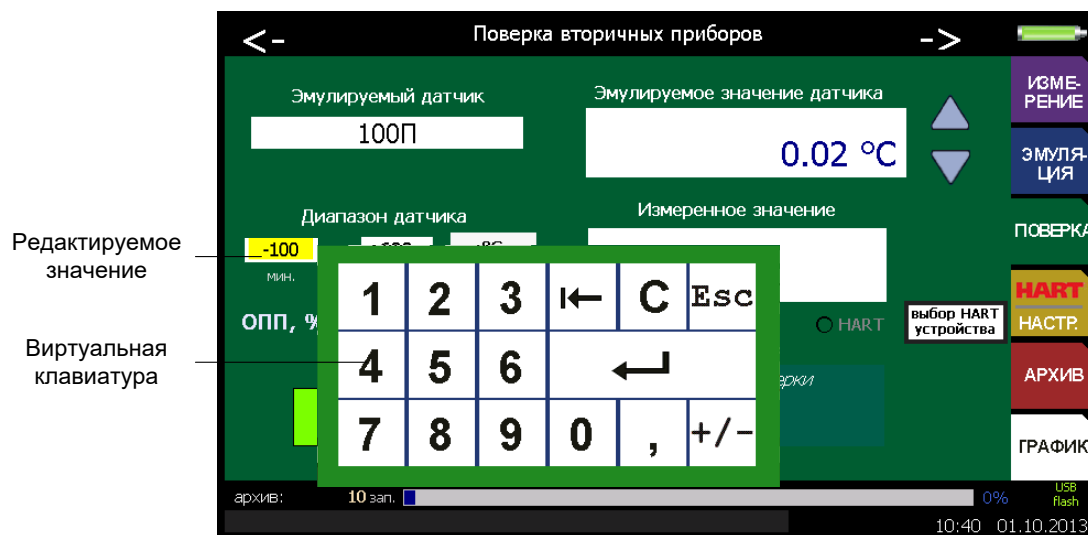 <- Поверка вторичных приборов ->
Эмулируемый датчик
100П
Эмулируемое значение датчика
0.02 °C
Диапазон датчика
-100
мин.
Измеренное значение
ОПП, %
HART
выбор HART
устройства
1 2 3 C Esc
4 5 6
7 8 9 0 , +/-
архив: 10 зап. 0%
USB
flash
10:40 01.10.2013
ИЗМЕ-
РЕНИЕ
ЭМУЛЯ-
ЦИЯ
ПОВЕРКА
HART
НАСТР.
АРХИВ
ГРАФИК
Редактируемое
значение
Виртуальная
клавиатура